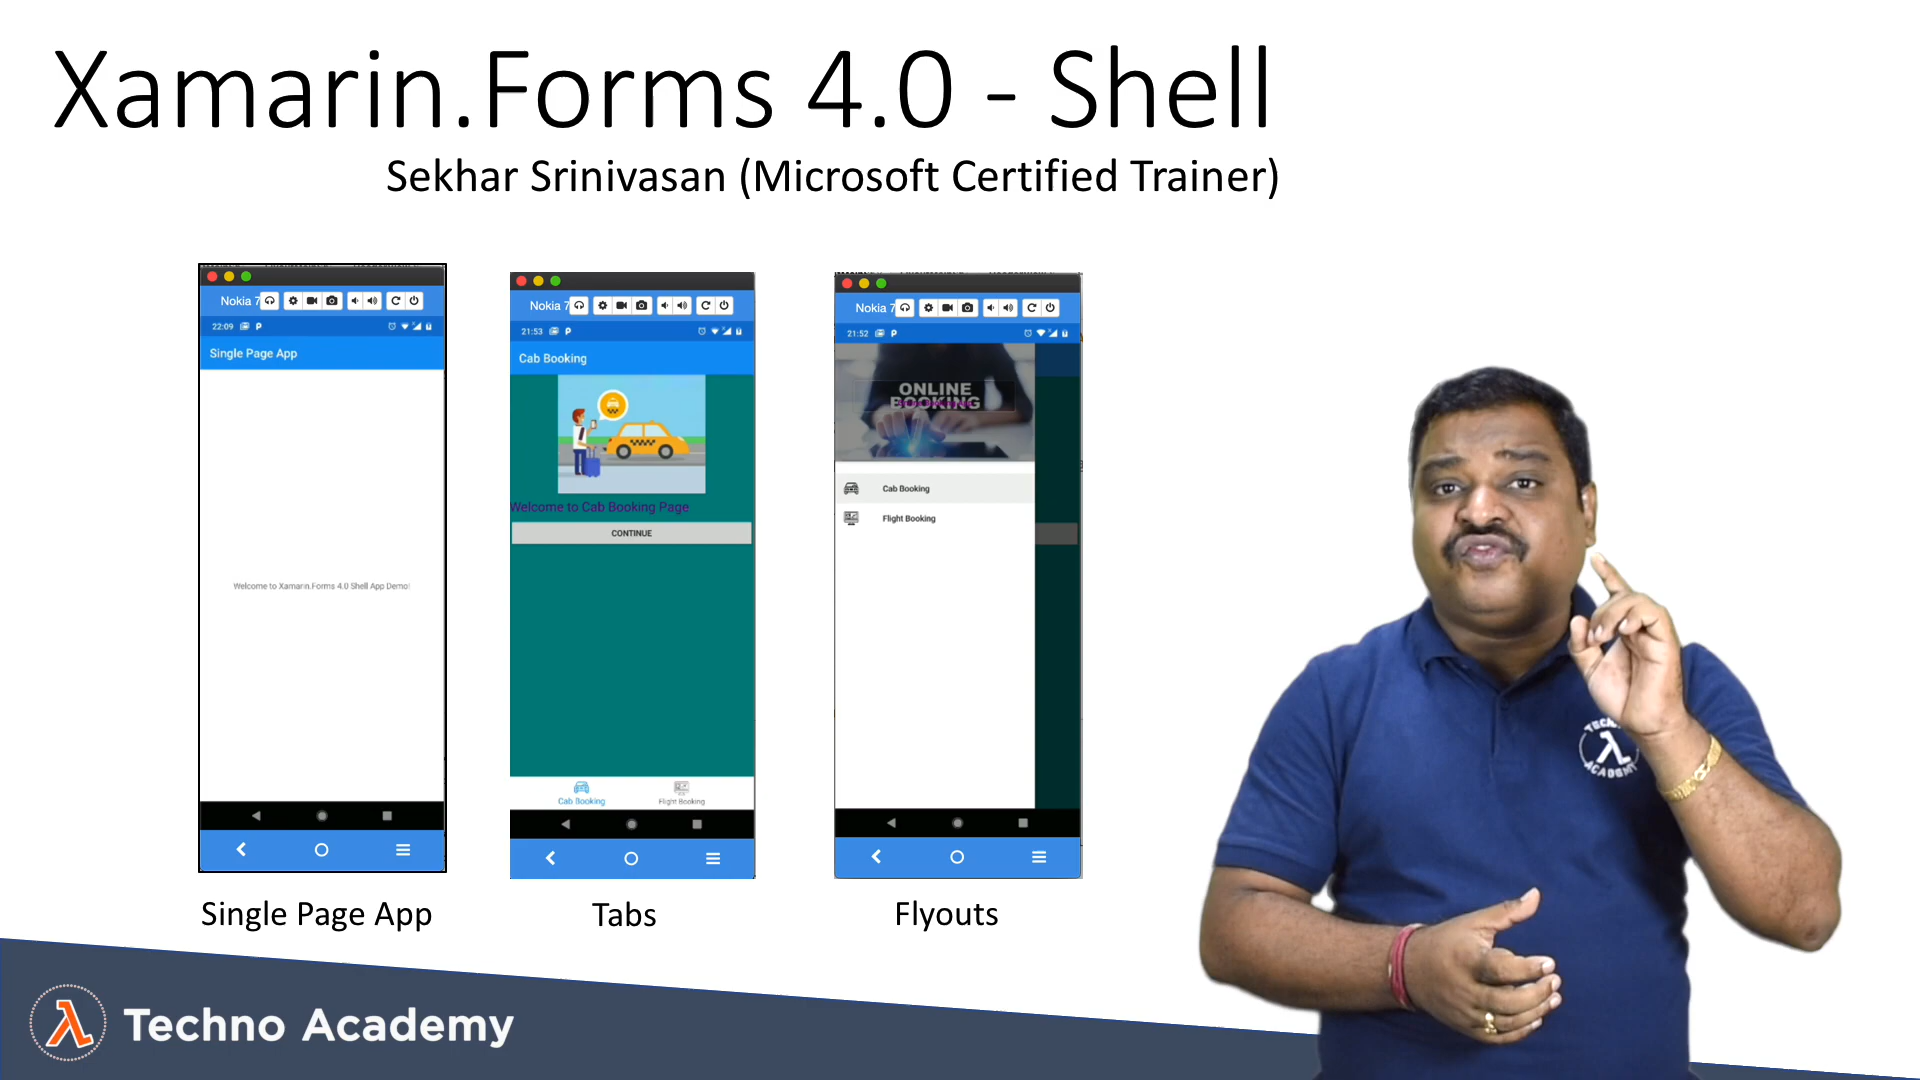 Xamarin.Forms 4.0 - Shell
Sekhar Srinivasan (Microsoft Certified Trainer)
Nokia 7
22:09 P
Single Page App
Welcome to Xamarin.Forms 4.0 Shell App Demo!
Single Page App
Nokia 7
21:53 P
Cab Booking
Welcome to Cab Booking Page
CONTINUE
Cab Booking
Flight Booking
Tabs
Nokia 7
21:52 P
ONLINE
BOOKING
Cab Booking
Flight Booking
Flyouts
λ
ACADEMY
λ Techno Academy